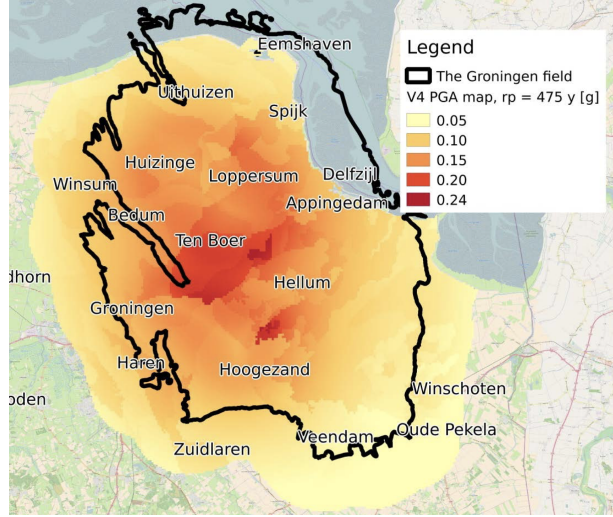 Eemshaven
Legend
The Groningen field
V4 PGA map, rp = 475 y [g]
0.05
0.10
0.15
0.20
0.24
Uithuizen
Spijk
Huizinge
Loppersum
Delfzijl
Winsum
Appingedam
Bedum
Ten Boer
dhorn
Hellum
Groningen
Haren
Hoogezand
Winschoten
oden
Oude Pekela
Veendam
Zuidlaren